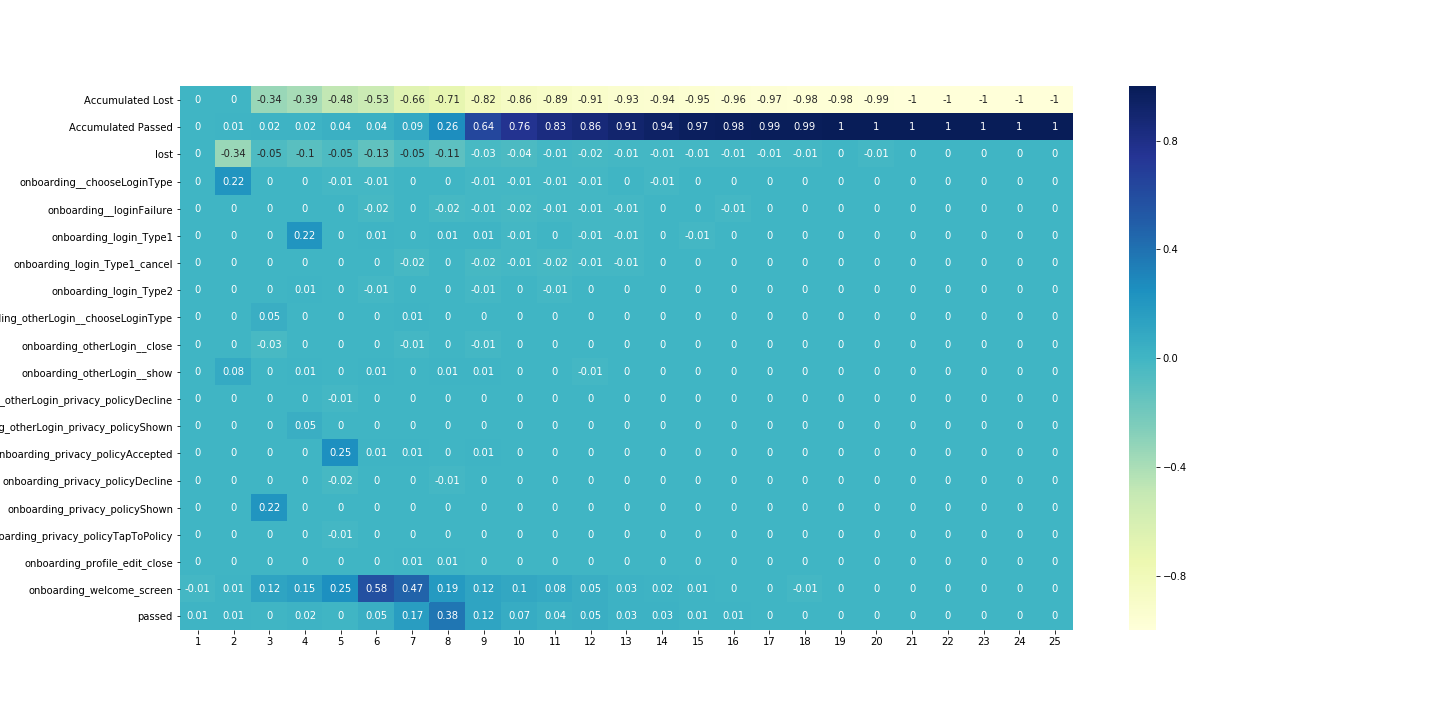 Accumulated Lost 0 0 -0.34 -0.39 -0.48 -0.53 -0.66 -0.71 -0.82 -0.86 -0.89 -0.91 -0.93 -0.94 -0.95 -0.96 -0.97 -0.98 -0.98 -0.99 -1 -1 -1 -1 -1
Accumulated Passed 0 0.01 0.02 0.02 0.04 0.04 0.09 0.26 0.64 0.76 0.83 0.86 0.91 0.94 0.97 0.98 0.99 0.99 1 1 1 1 1 1 1
0.8
lost 0 -0.34 -0.05 -0.1 -0.05 -0.13 -0.05 -0.11 -0.03 -0.04 -0.01 -0.02 -0.01 -0.01 -0.01 -0.01 -0.01 -0.01 0 -0.01 0 0 0 0 0
onboarding__chooseLoginType 0 0.22 0 0 -0.01 -0.01 0 0 -0.01 -0.01 -0.01 -0.01 0 -0.01 0 0 0 0 0 0 0 0 0 0 0
onboarding__loginFailure 0 0 0 0 0 -0.02 0 -0.02 -0.01 -0.02 -0.01 -0.01 -0.01 0 0 -0.01 0 0 0 0 0 0 0 0 0
onboarding_login_Type1 0 0 0 0.22 0 0.01 0 0.01 0.01 -0.01 0 -0.01 -0.01 0 -0.01 0 0 0 0 0 0 0 0 0 0
0.4
onboarding_login_Type1_cancel 0 0 0 0 0 0 -0.02 0 -0.02 -0.01 -0.02 -0.01 -0.01 0 0 0 0 0 0 0 0 0 0 0 0
onboarding_login_Type2 0 0 0 0.01 0 -0.01 0 0 -0.01 0 -0.01 0 0 0 0 0 0 0 0 0 0 0 0 0 0
ling_otherLogin__chooseLoginType 0 0 0.05 0 0 0 0.01 0 0 0 0 0 0 0 0 0 0 0 0 0 0 0 0 0 0
onboarding_otherLogin__close 0 0 -0.03 0 0 0 -0.01 0 -0.01 0 0 0 0 0 0 0 0 0 0 0 0 0 0 0 0
0.0
onboarding_otherLogin__show 0 0.08 0 0.01 0 0.01 0 0.01 0.01 0 0 -0.01 0 0 0 0 0 0 0 0 0 0 0 0 0
_otherLogin_privacy_policyDecline 0 0 0 0 -0.01 0 0 0 0 0 0 0 0 0 0 0 0 0 0 0 0 0 0 0 0
g_otherLogin_privacy_policyShown 0 0 0 0.05 0 0 0 0 0 0 0 0 0 0 0 0 0 0 0 0 0 0 0 0 0
nboarding_privacy_policyAccepted 0 0 0 0 0.25 0.01 0.01 0 0.01 0 0 0 0 0 0 0 0 0 0 0 0 0 0 0 0
−0.4
onboarding_privacy_policyDecline 0 0 0 0 -0.02 0 0 -0.01 0 0 0 0 0 0 0 0 0 0 0 0 0 0 0 0 0
onboarding_privacy_policyShown 0 0 0.22 0 0 0 0 0 0 0 0 0 0 0 0 0 0 0 0 0 0 0 0 0 0
oarding_privacy_policyTapToPolicy 0 0 0 0 -0.01 0 0 0 0 0 0 0 0 0 0 0 0 0 0 0 0 0 0 0 0
onboarding_profile_edit_close 0 0 0 0 0 0 0.01 0.01 0 0 0 0 0 0 0 0 0 0 0 0 0 0 0 0 0
−0.8
onboarding_welcome_screen -0.01 0.01 0.12 0.15 0.25 0.58 0.47 0.19 0.12 0.1 0.08 0.05 0.03 0.02 0.01 0 0 -0.01 0 0 0 0 0 0 0
passed 0.01 0.01 0 0.02 0 0.05 0.17 0.38 0.12 0.07 0.04 0.05 0.03 0.03 0.01 0.01 0 0 0 0 0 0 0 0 0
1 2 3 4 5 6 7 8 9 10 11 12 13 14 15 16 17 18 19 20 21 22 23 24 25